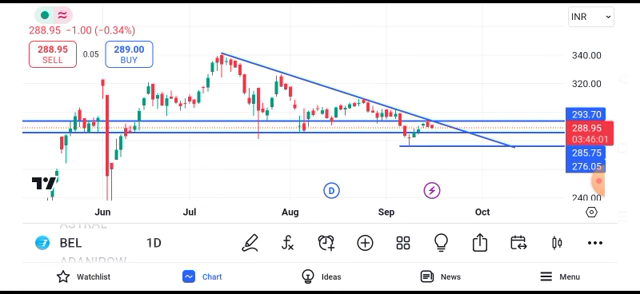 INR
288.95 −1.00 (−0.34%)
288.95
SELL
0.05
289.00
BUY
340.00
320.00
293.70
288.95
03:46:01
285.75
276.05
240.00
D
Jun Jul Aug Sep Oct
ASTRAL
BEL 1D
ADANIPOW
Watchlist Chart Ideas News Menu